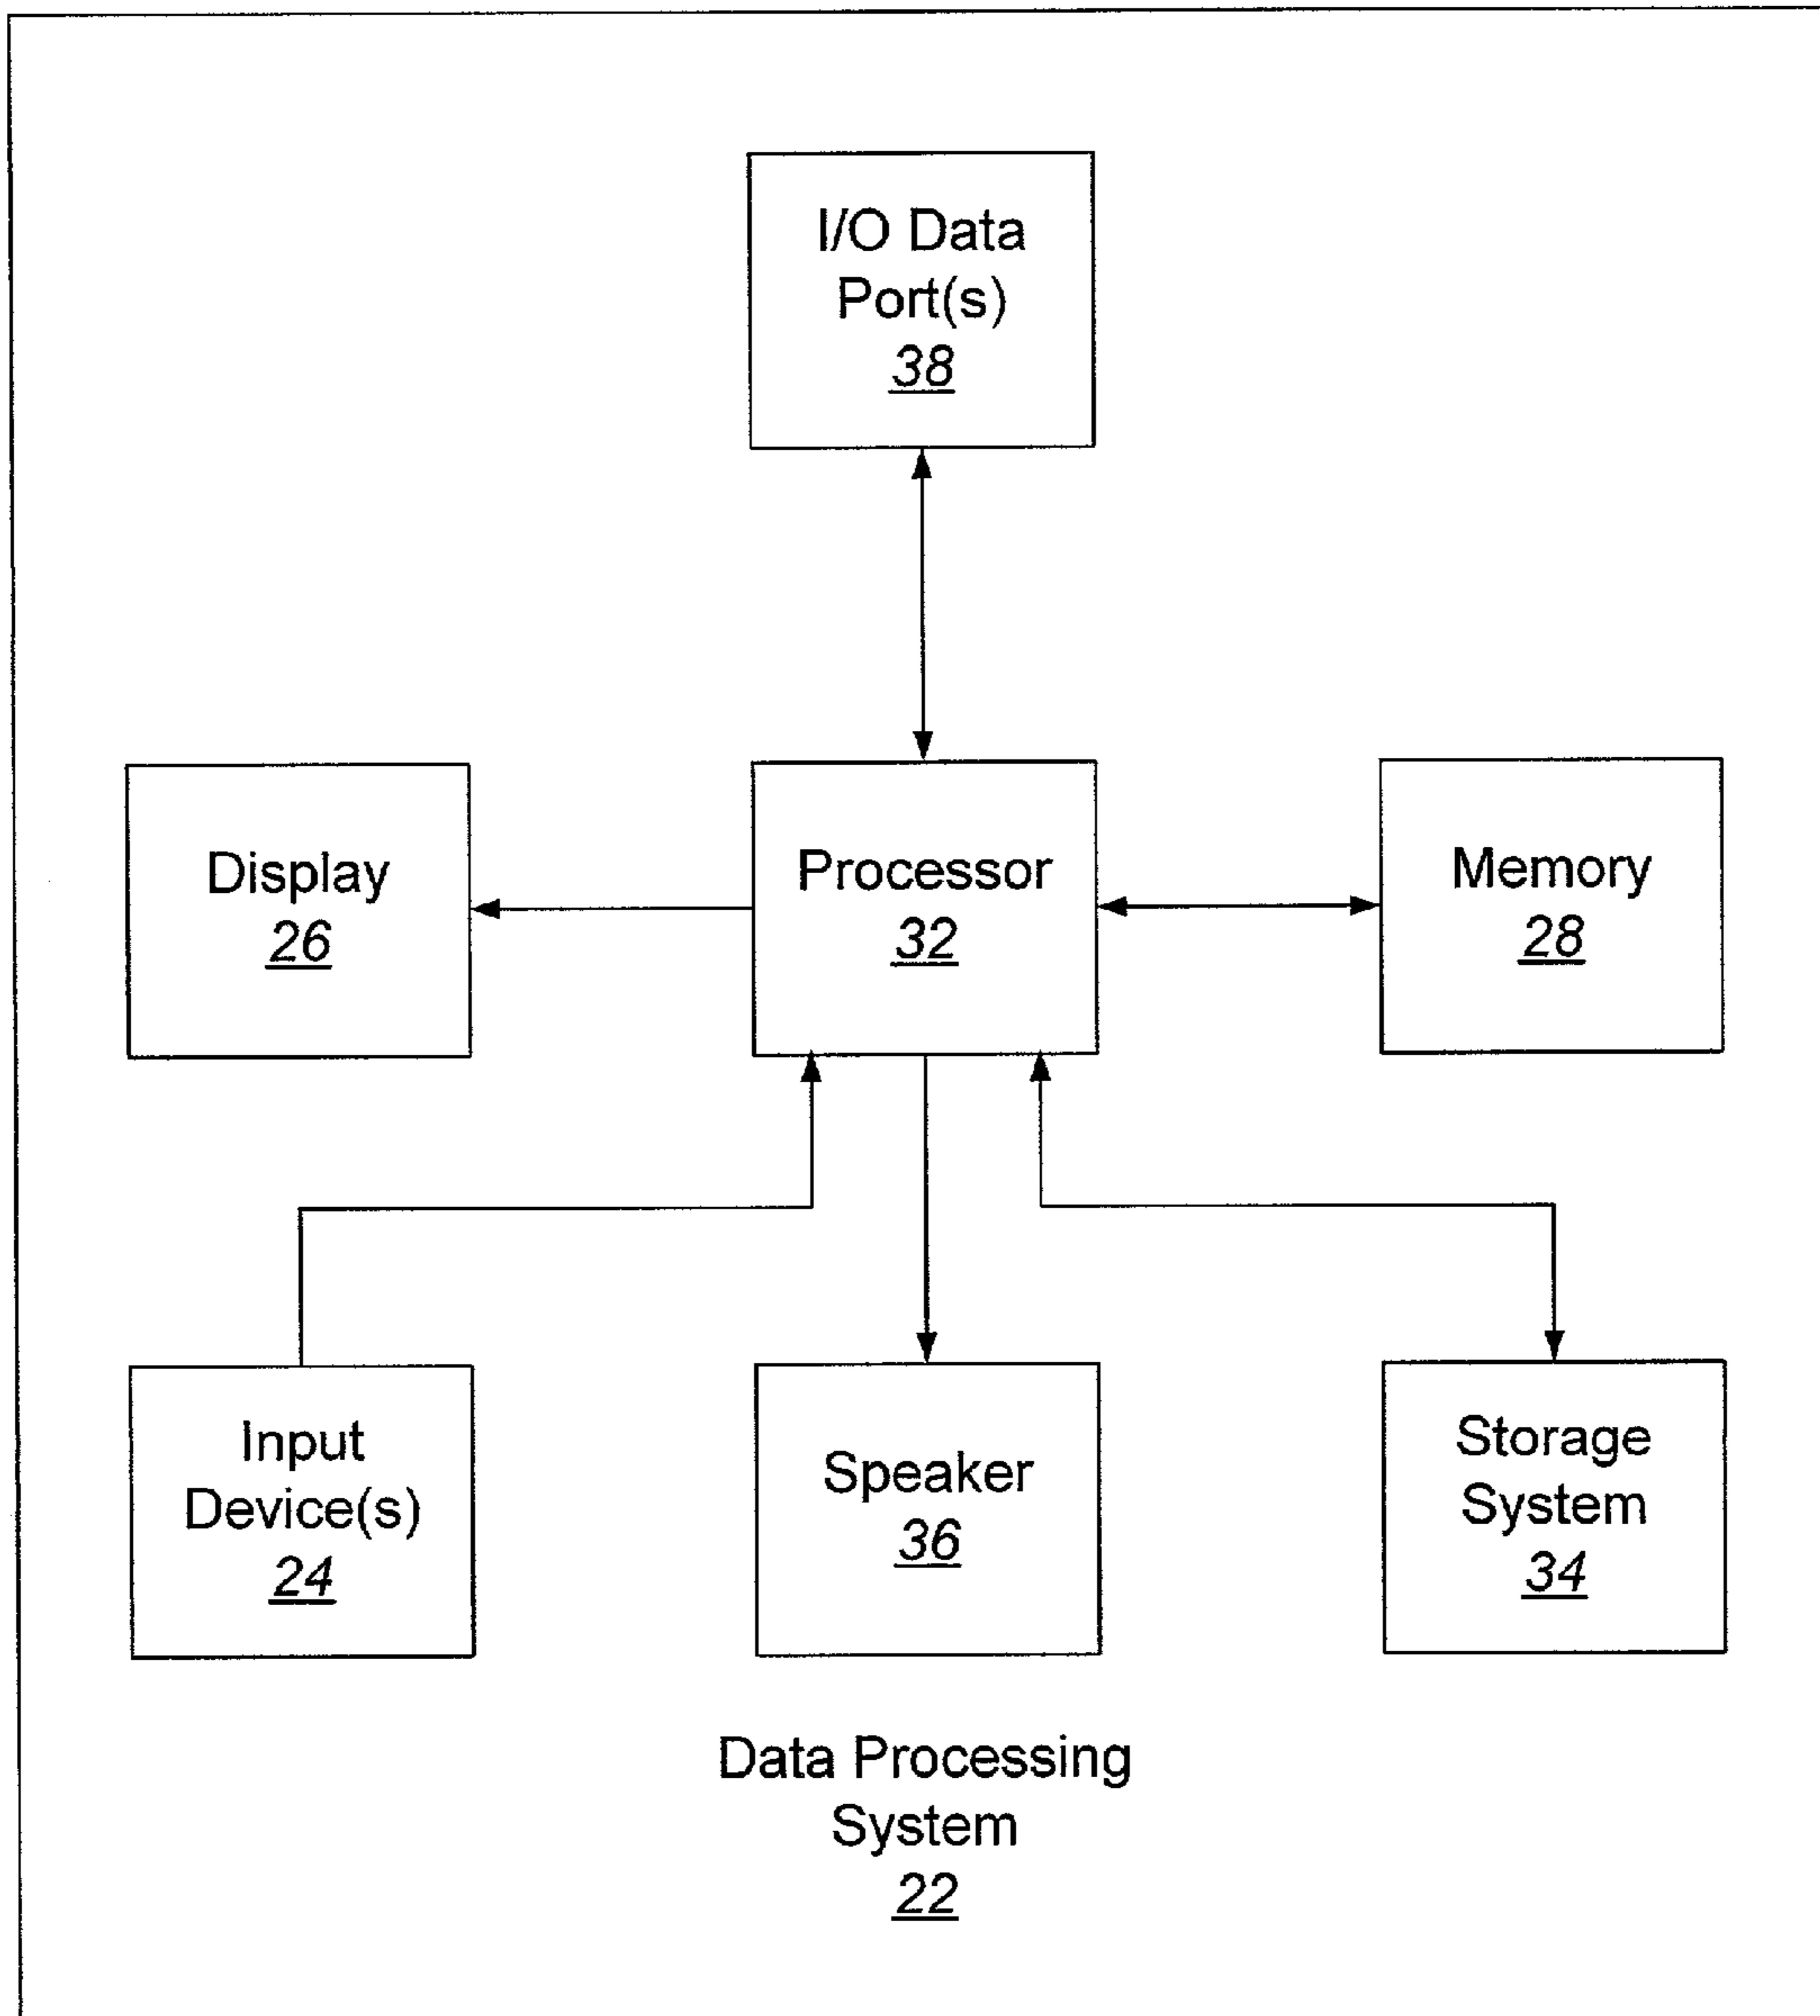 I/O Data
Port(s)
38
Display
26
Processor
32
Memory
28
Input
Device(s)
24
Speaker
36
Storage
System
34
Data Processing
System
22